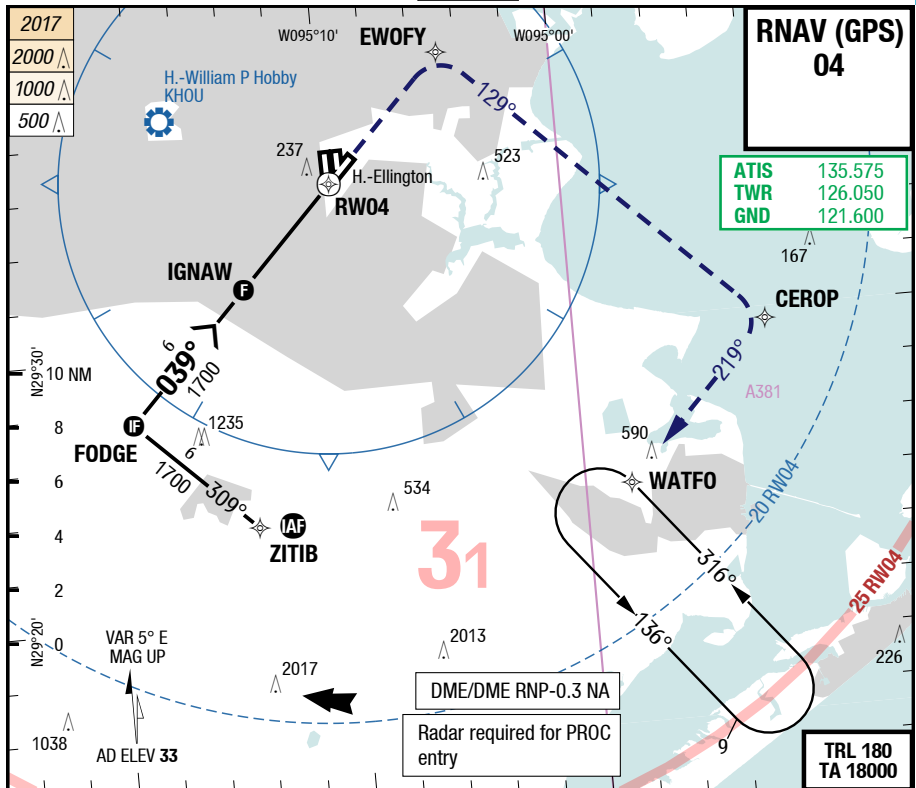 2017
2000
1000
500
W095°10'
EWOFY
W095°00'
RNAV (GPS)
04
H.-William P Hobby
KHOU
129°
237
523
H.-Ellington
RW04
ATIS 135.575
TWR 126.050
GND 121.600
167
IGNAW
F
CEROP
N29°30'
10 NM
6
039°
1700
219°
A381
8
IF
FODGE
1235
590
6
1700
309°
6
WATFO
534
20 RW04
4
IAF
ZITIB
31
316°
25 RW04
2
136°
N29°20'
0
VAR 5° E
MAG UP
2013
226
2017
DME/DME RNP-0.3 NA
Radar required for PROC
entry
9
1038
AD ELEV 33
TRL 180
TA 18000